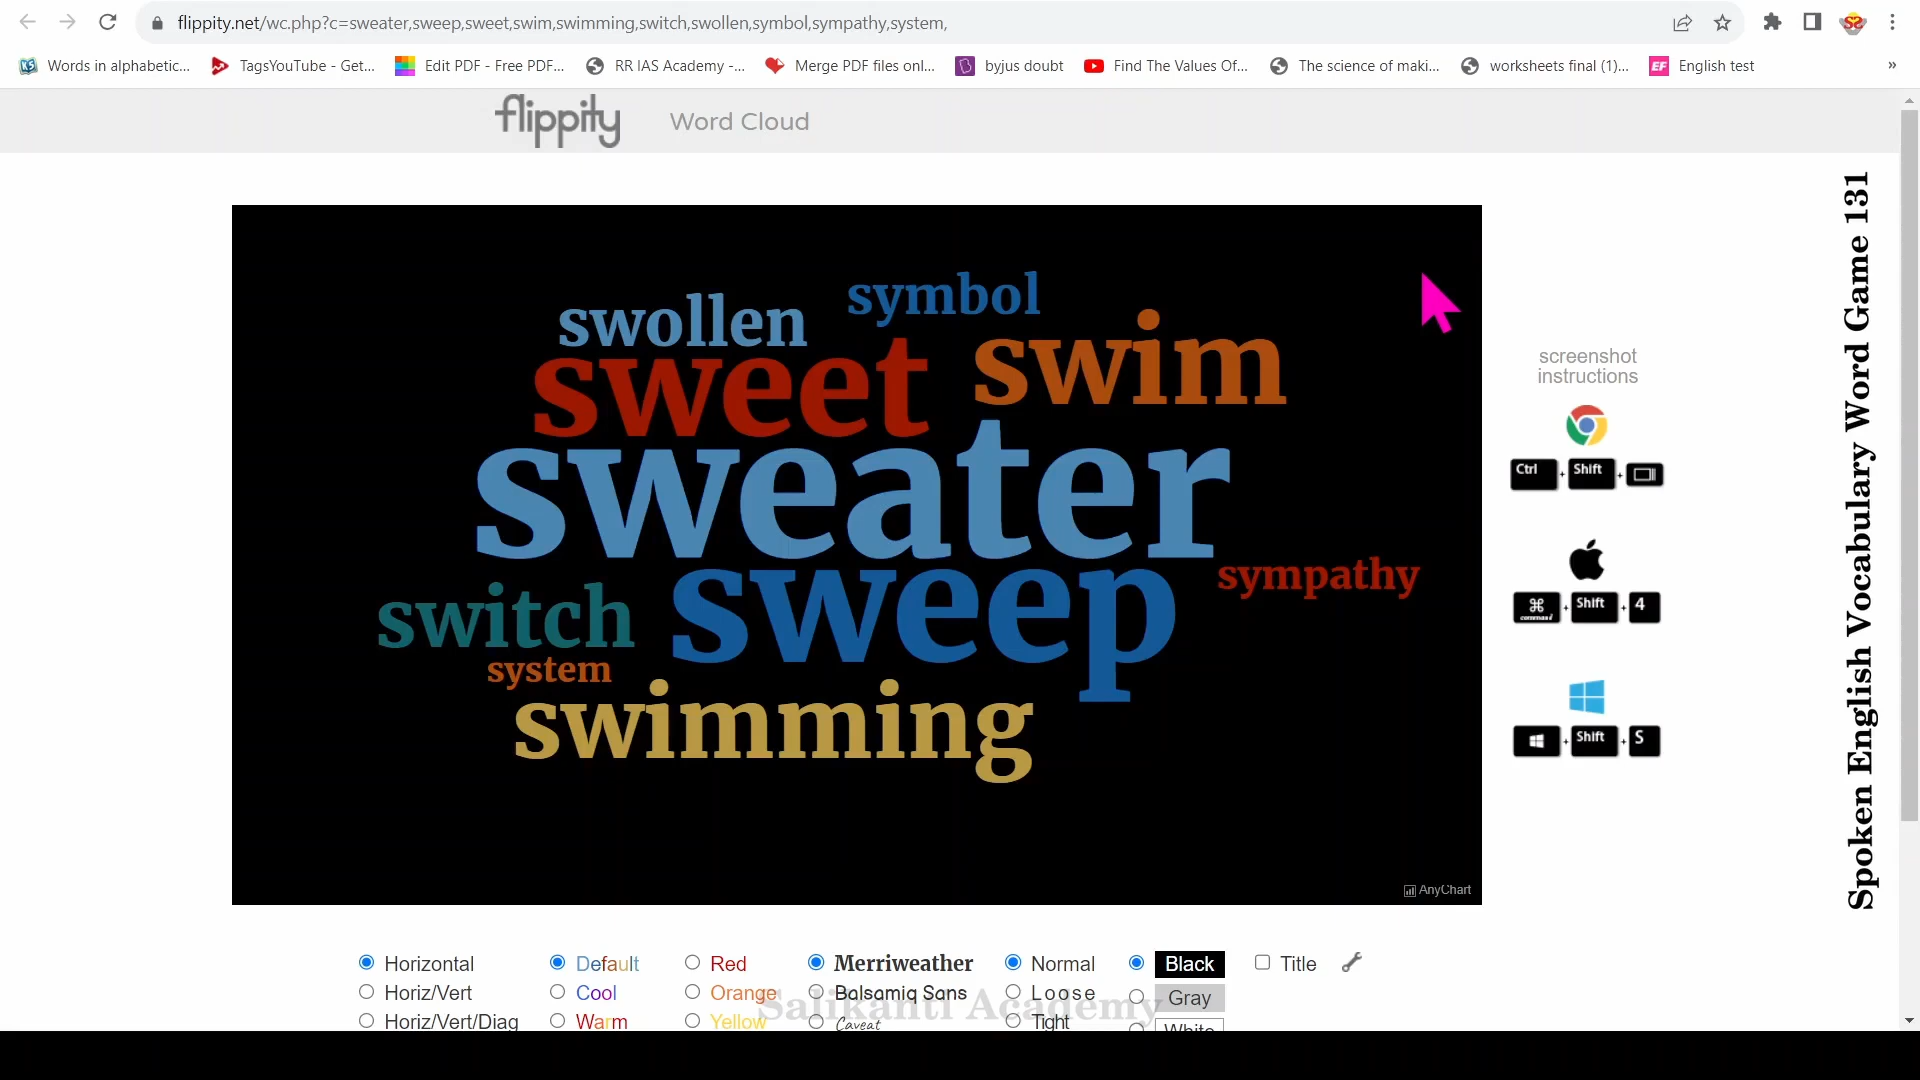 flippity.net/wc.php?c=sweater,sweep,sweet,swim,swimming,switch,swollen,symbol,sympathy,system,
Words in alphabetic...
TagsYouTube - Get...
Edit PDF - Free PDF...
RR IAS Academy -...
Merge PDF files onl...
byjus doubt
Find The Values Of...
The science of maki...
worksheets final (1)...
EF English test
»
flippity
Word Cloud
symbol
swollen
swim
sweet
sweater
sympathy
sweep
switch
system
swimming
AnyChart
screenshot
instructions
Ctrl + Shift +
⌘ command + Shift + 4
+ Shift + S
Spoken English Vocabulary Word Game 131
Horizontal Default Red Merriweather Normal Black Title
Horiz/Vert Cool Orange Balsamiq Sans Loose Gray
Horiz/Vert/Diag Warm Yellow Caveat Tight White
Salikanti Academy